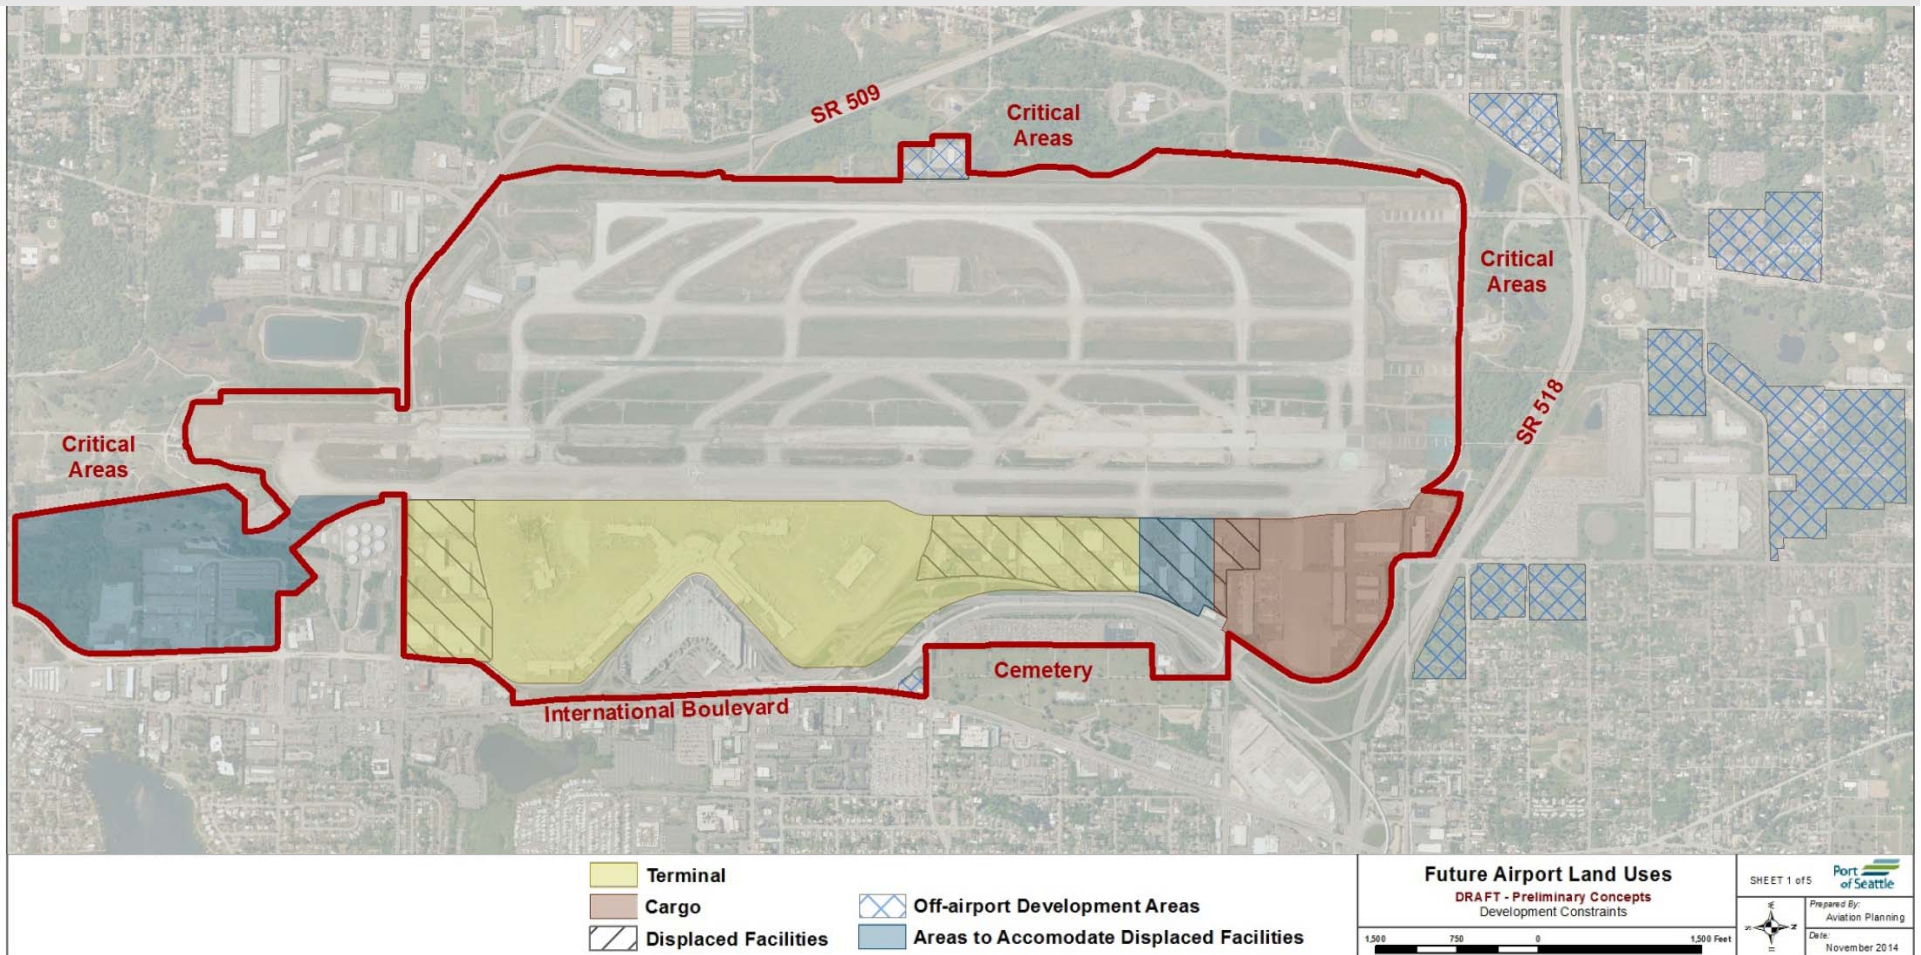 SR 509
Critical
Areas
Critical
Areas
SR 518
Critical
Areas
Cemetery
International Boulevard
Terminal
Cargo
Displaced Facilities
Off-airport Development Areas
Areas to Accomodate Displaced Facilities
Future Airport Land Uses
DRAFT - Preliminary Concepts
Development Constraints
1,500 750 0 1,500 Feet
SHEET 1 of 5
Port
of Seattle
Prepared By:
Aviation Planning
Date:
November 2014